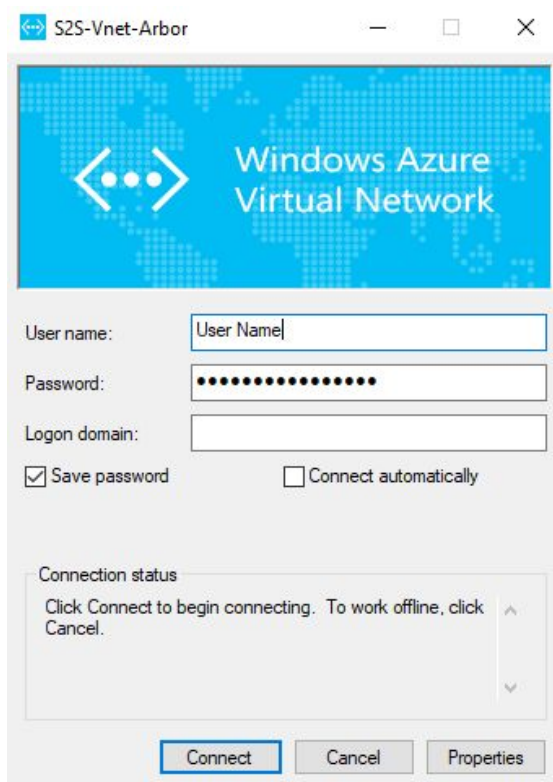 S2S-Vnet-Arbor
Windows Azure
Virtual Network
User name:
User Name
Password:
••••••••••••••••
Logon domain:
Save password
Connect automatically
Connection status
Click Connect to begin connecting. To work offline, click
Cancel.
Connect
Cancel
Properties